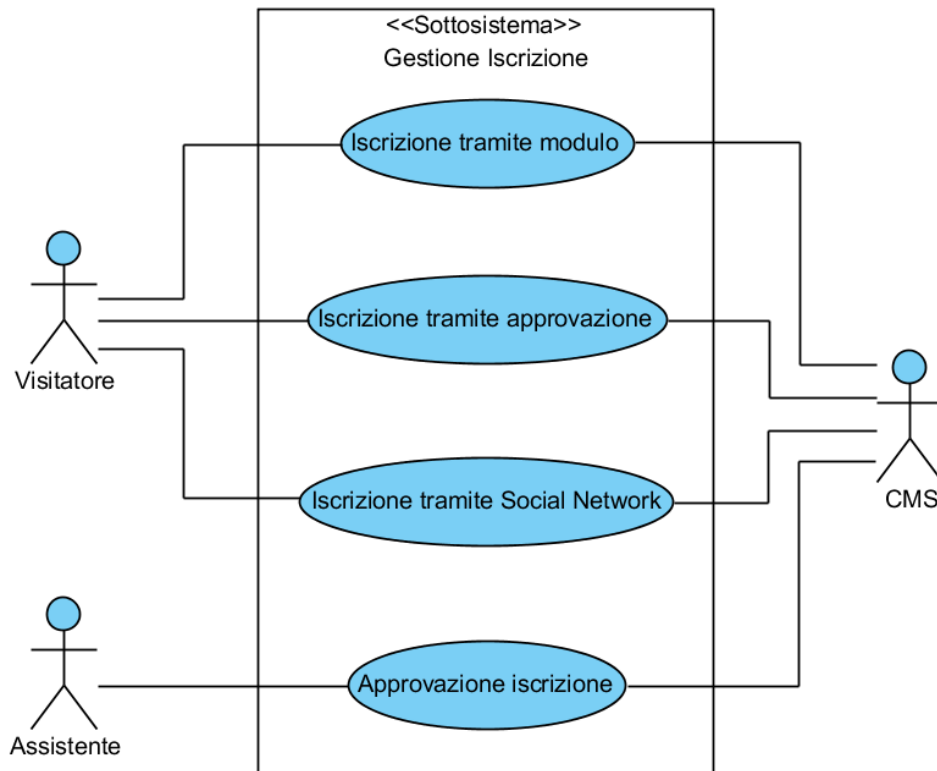 <<Sottosistema>>
Gestione Iscrizione
Iscrizione tramite modulo
Iscrizione tramite approvazione
Visitatore
Iscrizione tramite Social Network
CMS
Approvazione iscrizione
Assistente